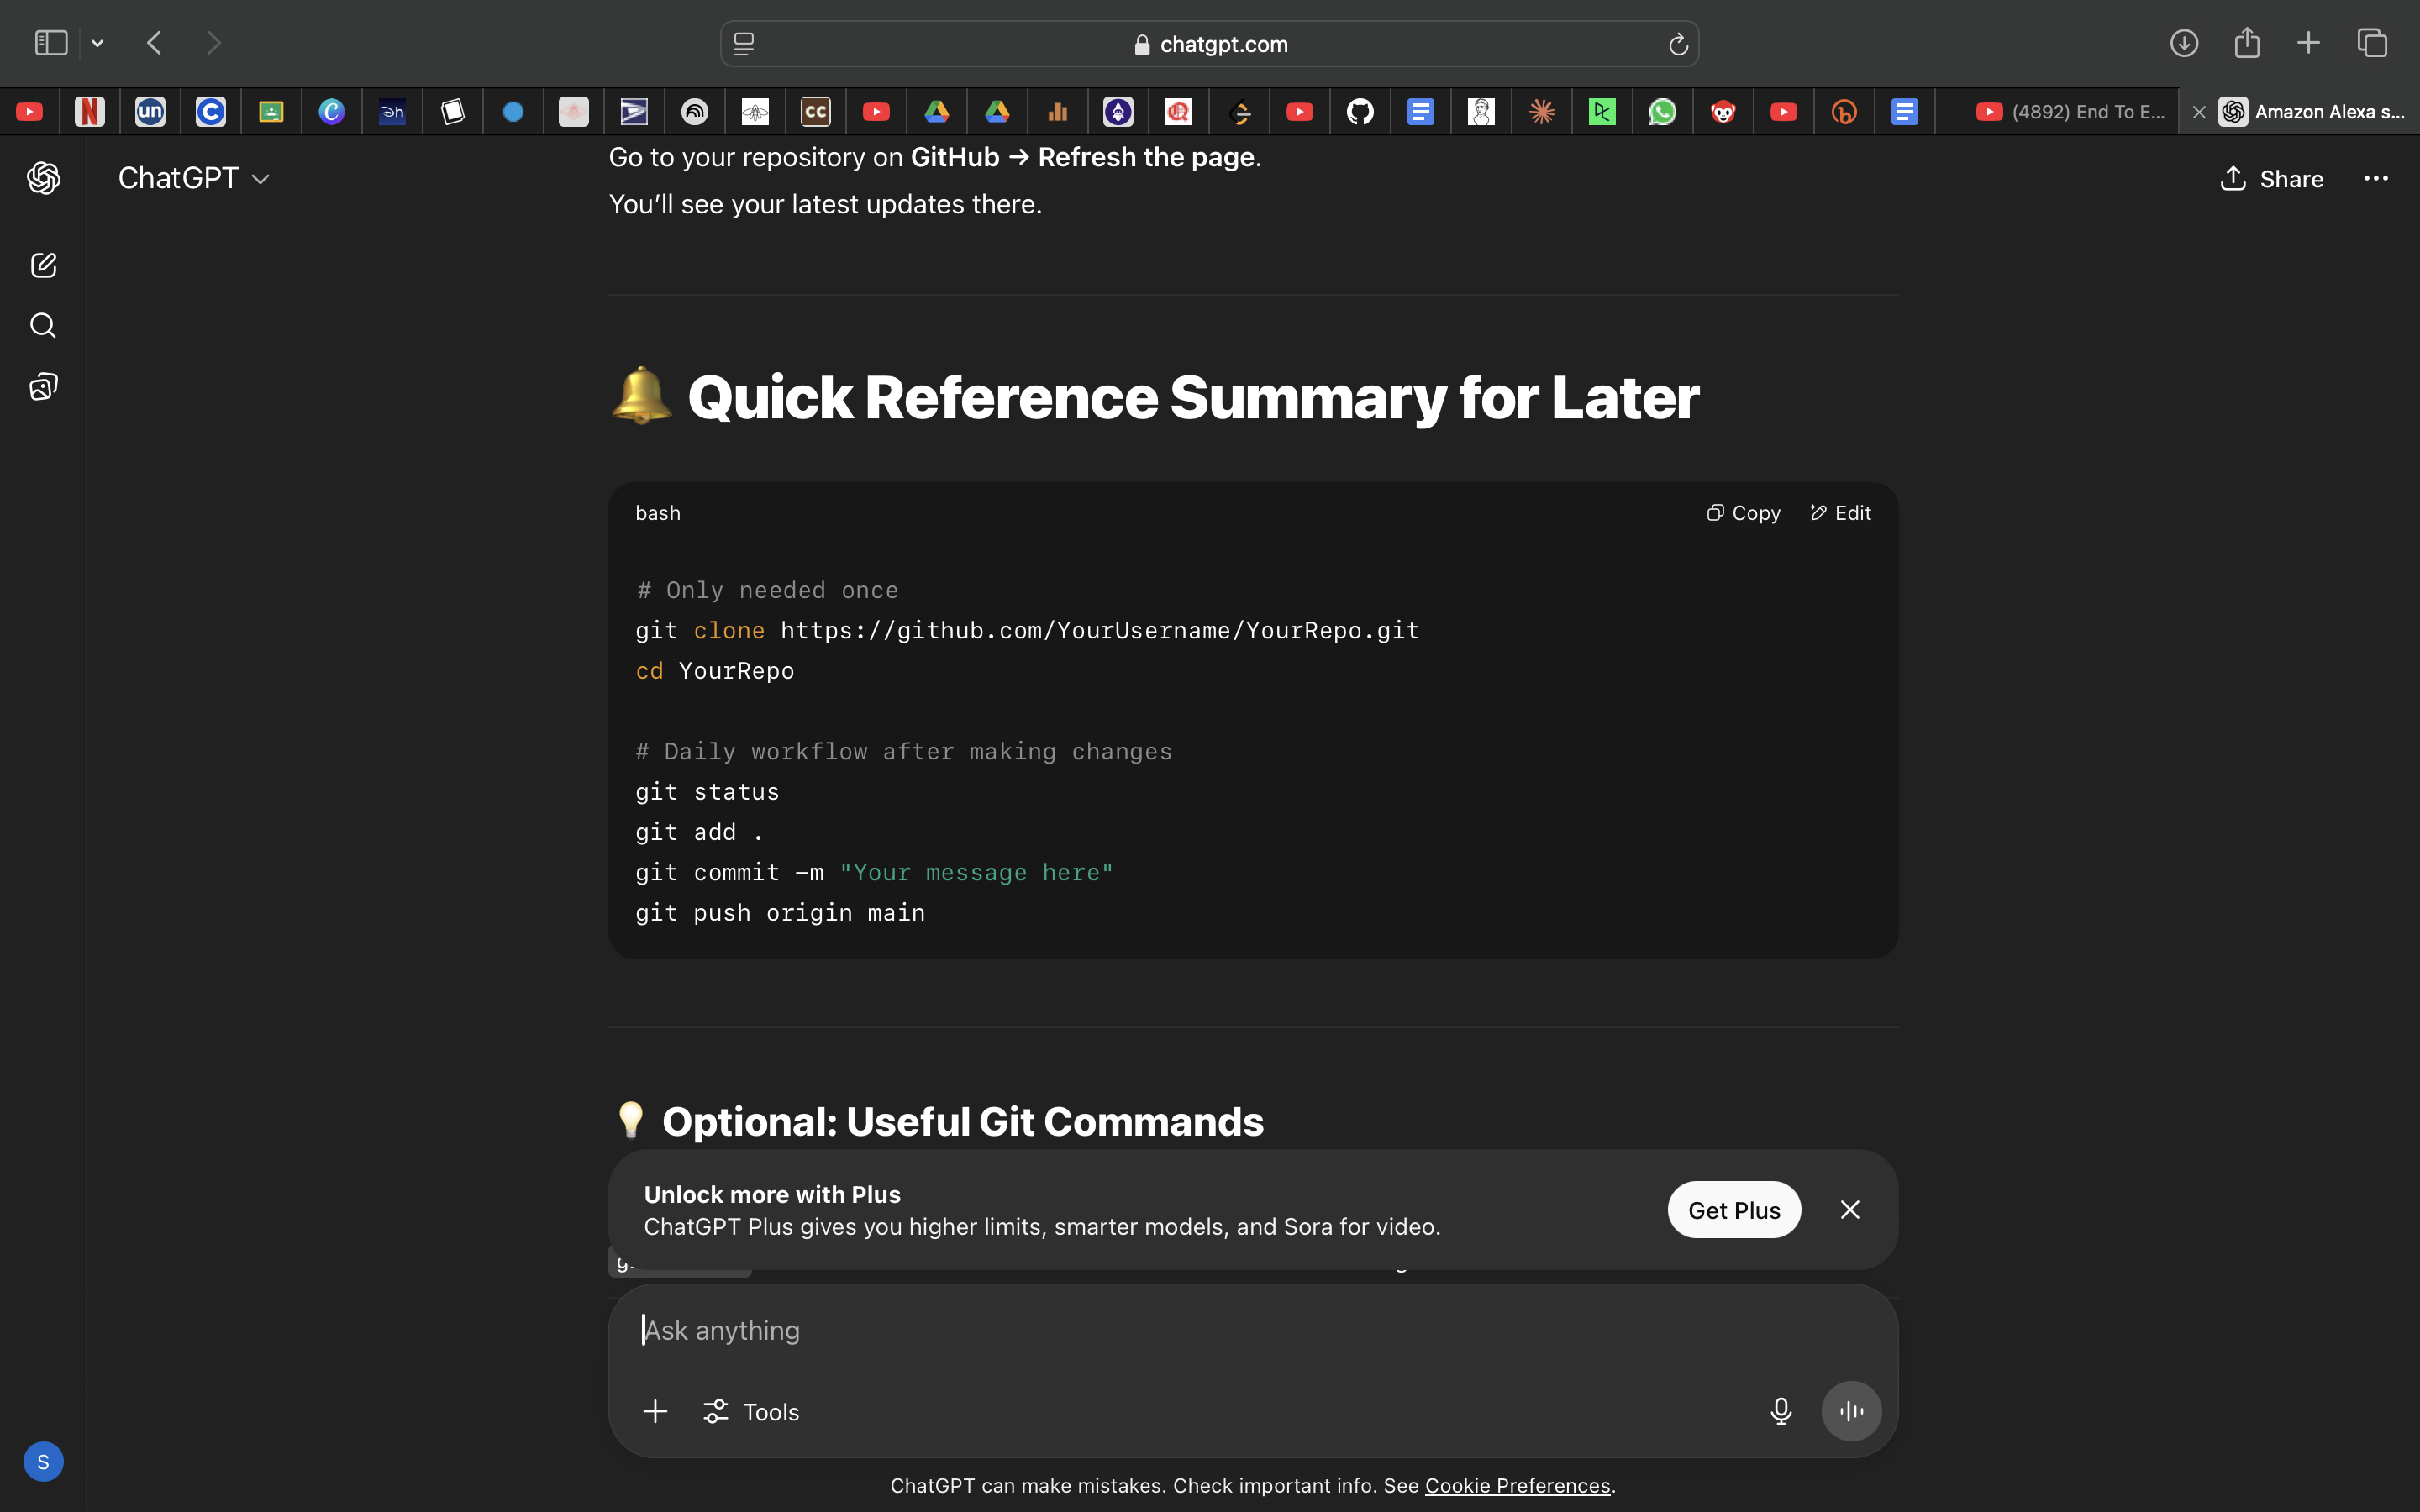 chatgpt.com
N
un
C
C
Dh
CC
(4892) End To E...
Amazon Alexa s...
ChatGPT
Share
Go to your repository on GitHub → Refresh the page.
You’ll see your latest updates there.
🔔 Quick Reference Summary for Later
bash
Copy
Edit
# Only needed once
git clone https://github.com/YourUsername/YourRepo.git
cd YourRepo
# Daily workflow after making changes
git status
git add .
git commit -m "Your message here"
git push origin main
💡 Optional: Useful Git Commands
Unlock more with Plus
ChatGPT Plus gives you higher limits, smarter models, and Sora for video.
Get Plus
Ask anything
Tools
S
ChatGPT can make mistakes. Check important info. See Cookie Preferences.